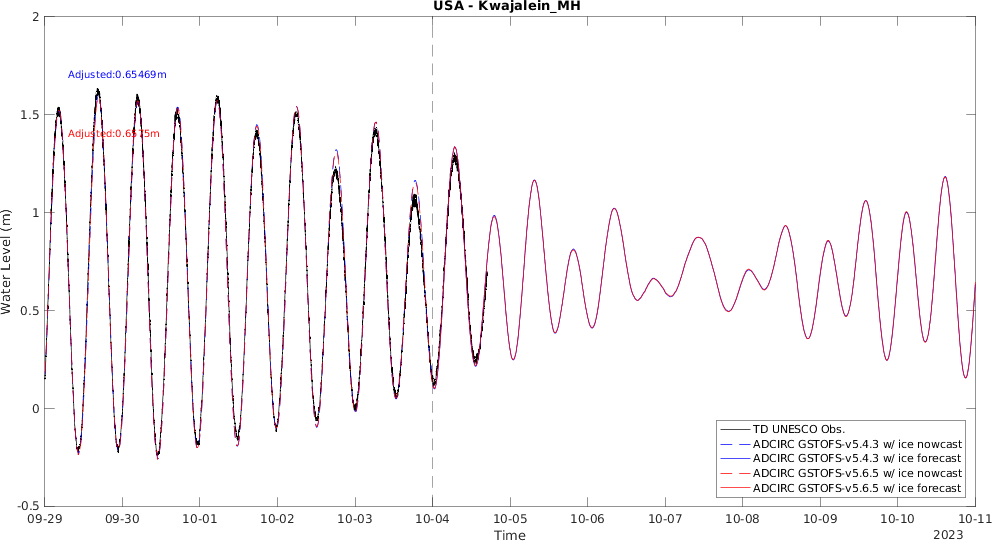 USA - Kwajalein_MH
2
Adjusted:0.65469m
1.5
Adjusted:0.6575m
1
Water Level (m)
0.5
0
-0.5
TD UNESCO Obs.
ADCIRC GSTOFS-v5.4.3 w/ ice nowcast
ADCIRC GSTOFS-v5.4.3 w/ ice forecast
ADCIRC GSTOFS-v5.6.5 w/ ice nowcast
ADCIRC GSTOFS-v5.6.5 w/ ice forecast
09-29 09-30 10-01 10-02 10-03 10-04 10-05 10-06 10-07 10-08 10-09 10-10 10-11
Time
2023